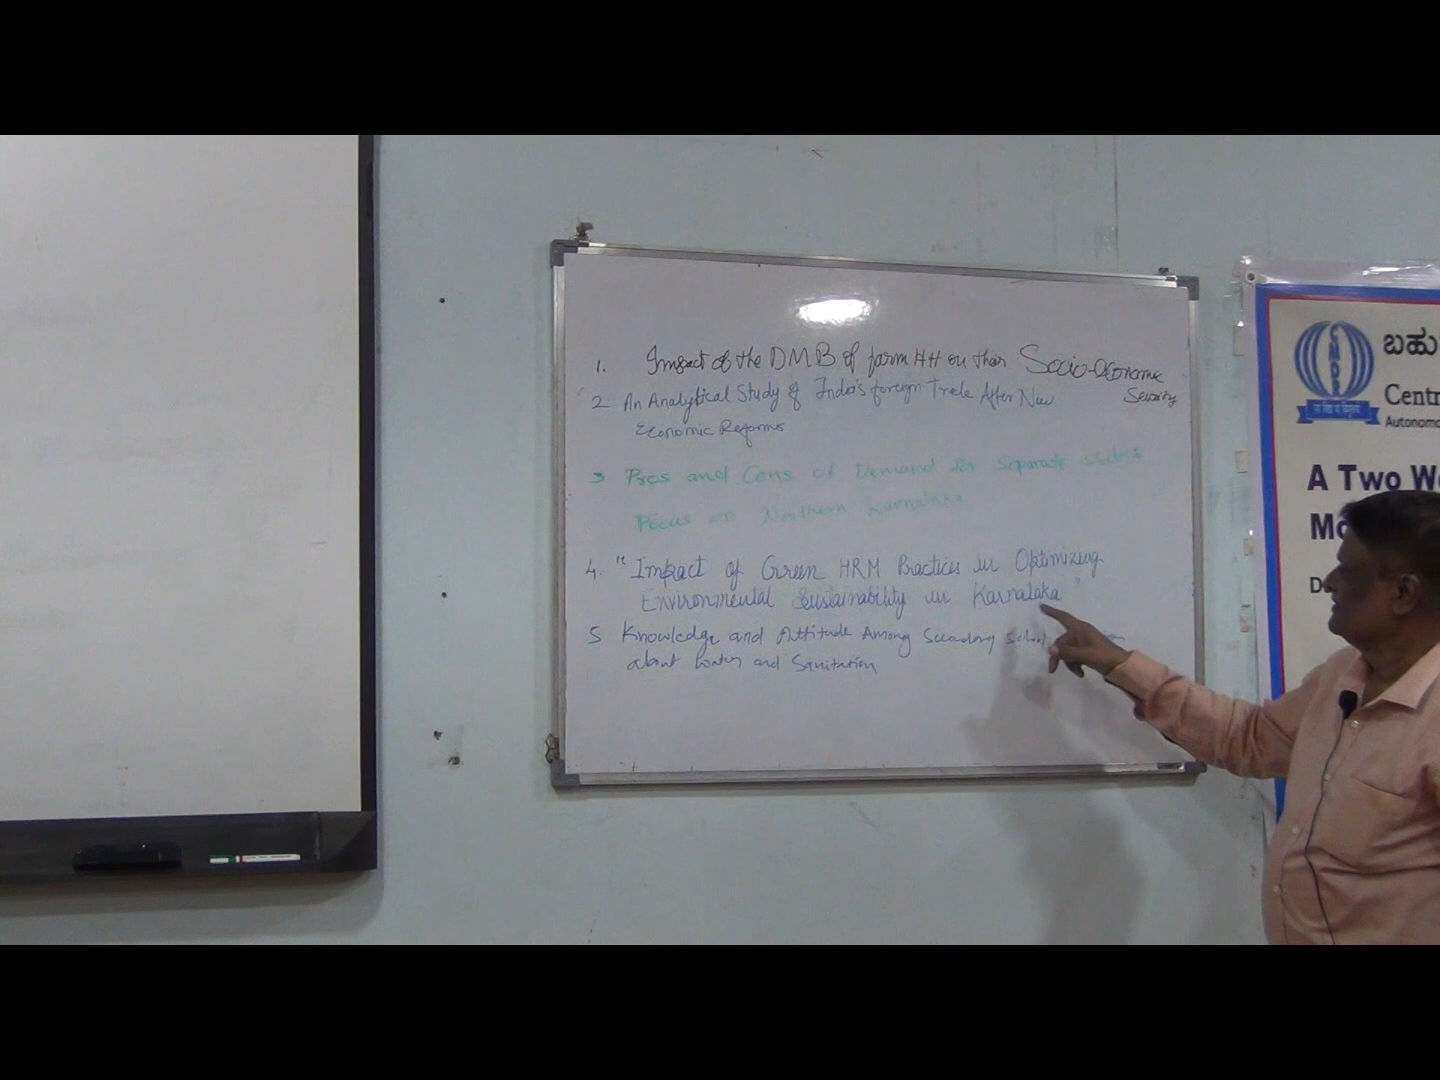 1. Impact of the DMB of farm HH on their Socio-economic
Security
2 An Analytical Study of India's foreign Trade After New
Economic Reforms
3 Pros and Cons of Demand for Separate
Focus on Northern Karnataka
4. "Impact of Green HRM Practices in Optimizing
Environmental Sustainability in Karnataka"
5 Knowledge and Attitude Among Secondary School
about Water and Sanitation
CMDR
ಬಹು
Centr
Autonomo
A Two W
Mo
D